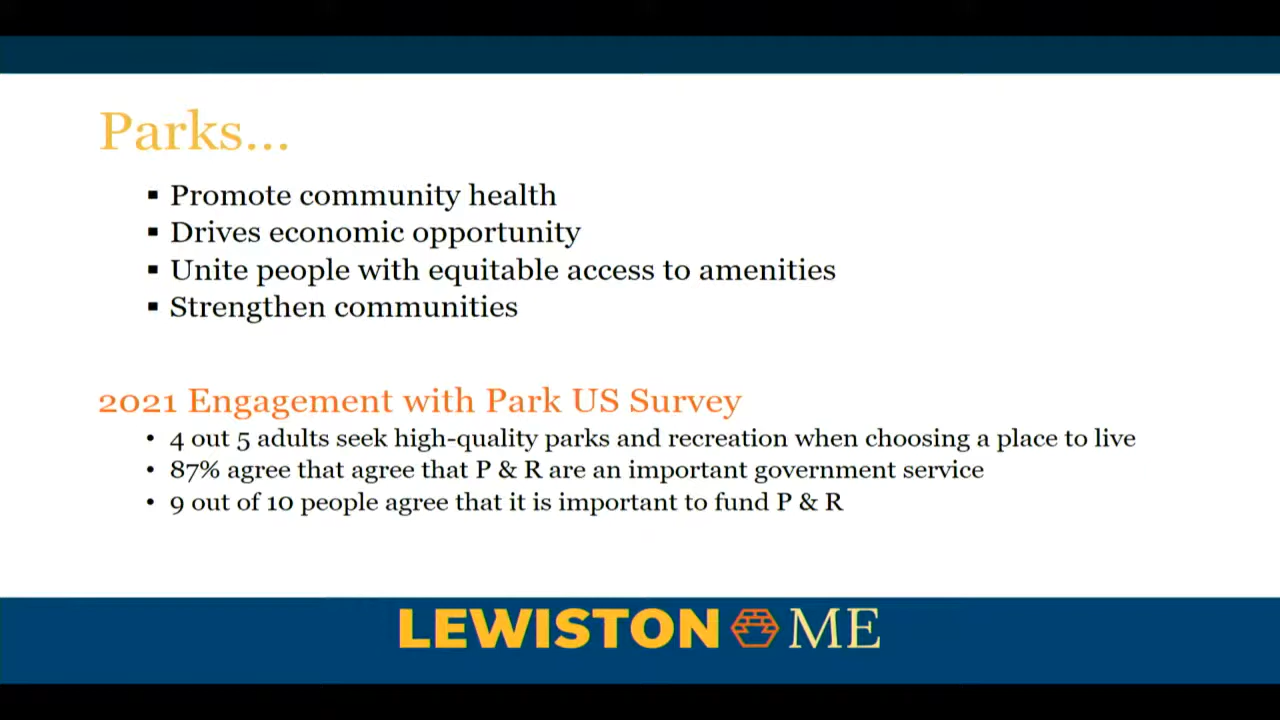 Parks...
▪ Promote community health
▪ Drives economic opportunity
▪ Unite people with equitable access to amenities
▪ Strengthen communities
2021 Engagement with Park US Survey
• 4 out 5 adults seek high-quality parks and recreation when choosing a place to live
• 87% agree that agree that P & R are an important government service
• 9 out of 10 people agree that it is important to fund P & R
LEWISTON ME